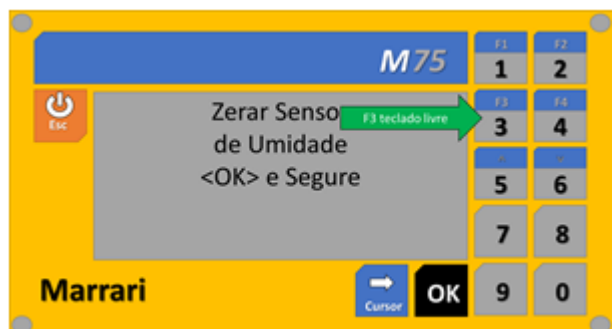 M75
F1 F2
1 2
Esc
Zerar Senso
F3 teclado livre
de Umidade
<OK> e Segure
F3 F4
3 4
5 6
7 8
Marrari
Cursor
OK
9 0